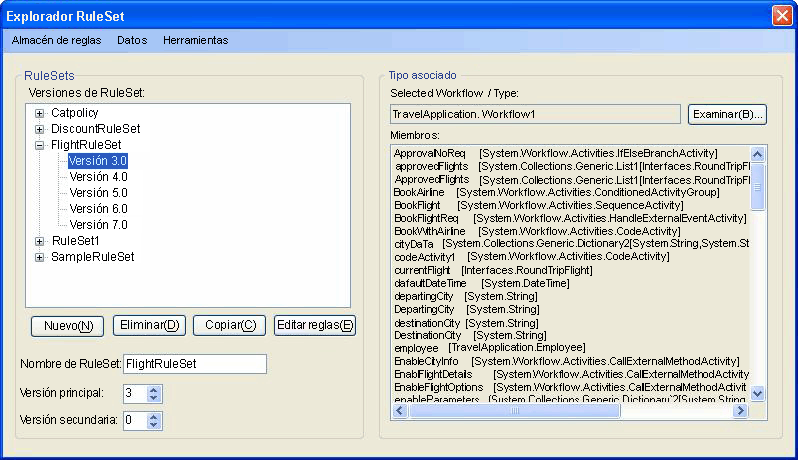 Explorador RuleSet
Almacén de reglas Datos Herramientas
RuleSets
Versiones de RuleSet:
Catpolicy
DiscountRuleSet
FlightRuleSet
Versión 3.0
Versión 4.0
Versión 5.0
Versión 6.0
Versión 7.0
RuleSet1
SampleRuleSet
Nuevo(N) Eliminar(D) Copiar(C) Editar reglas(E)
Nombre de RuleSet: FlightRuleSet
Versión principal: 3
Versión secundaria: 0
Tipo asociado
Selected Workflow / Type:
TravelApplication. Workflow1 Examinar(B)...
Miembros:
ApprovalNoReq [System.Workflow.Activities.IfElseBranchActivity]
approvedFlights [System.Collections.Generic.List1[Interfaces.RoundTripFl
ApprovedFlights [System.Collections.Generic.List1[Interfaces.RoundTripFl
BookAirline [System.Workflow.Activities.ConditionedActivityGroup]
BookFlight [System.Workflow.Activities.SequenceActivity]
BookFlightReq [System.Workflow.Activities.HandleExternalEventActivity]
BookWithAirline [System.Workflow.Activities.CodeActivity]
cityDaTa [System.Collections.Generic.Dictionary2[System.String,System.St
codeActivity1 [System.Workflow.Activities.CodeActivity]
currentFlight [Interfaces.RoundTripFlight]
dafaultDateTime [System.DateTime]
departingCity [System.String]
DepartingCity [System.String]
destinationCity [System.String]
DestinationCity [System.String]
employee [TravelApplication.Employee]
EnableCityInfo [System.Workflow.Activities.CallExternalMethodActivity]
EnablFlightDetails [System.Workflow.Activities.CallExternalMethodActivity
EnableFlightOptions [System.Workflow.Activities.CallExternalMethodActivit
enableParameters [System.Collections.Generic.Dictionary`2[System.String